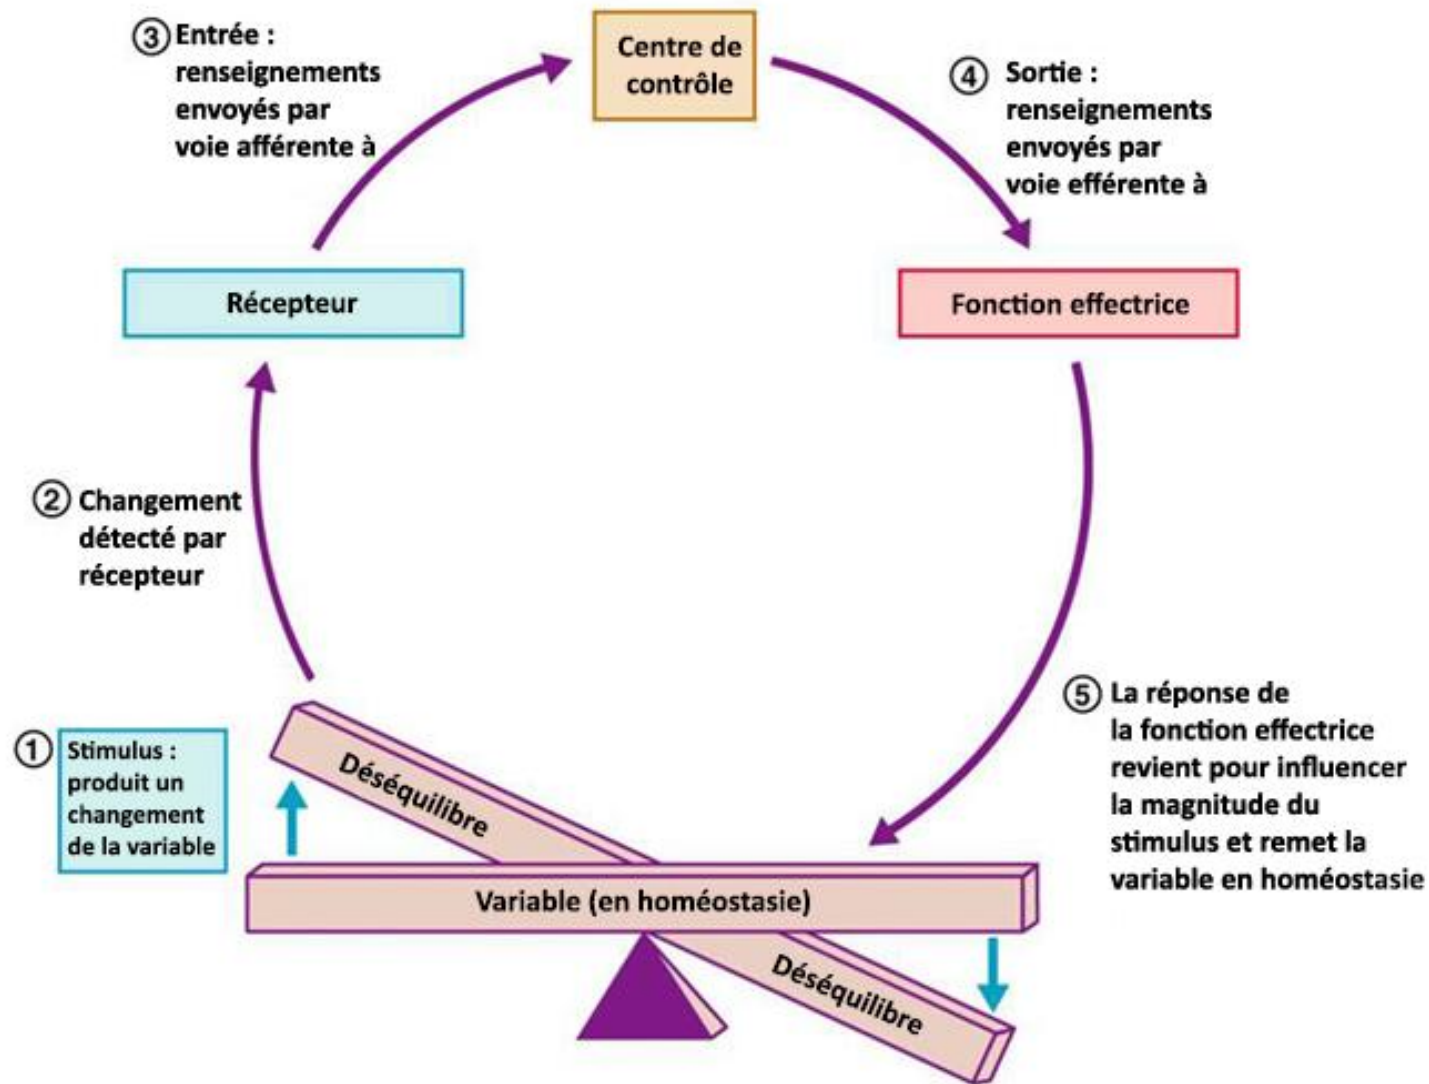 ③ Entrée :
renseignements
envoyés par
voie afférente à
Centre de
contrôle
④ Sortie :
renseignements
envoyés par
voie efférente à
Récepteur
Fonction effectrice
② Changement
détecté par
récepteur
① Stimulus :
produit un
changement
de la variable
Déséquilibre
Variable (en homéostasie)
Déséquilibre
⑤ La réponse de
la fonction effectrice
revient pour influencer
la magnitude du
stimulus et remet la
variable en homéostasie